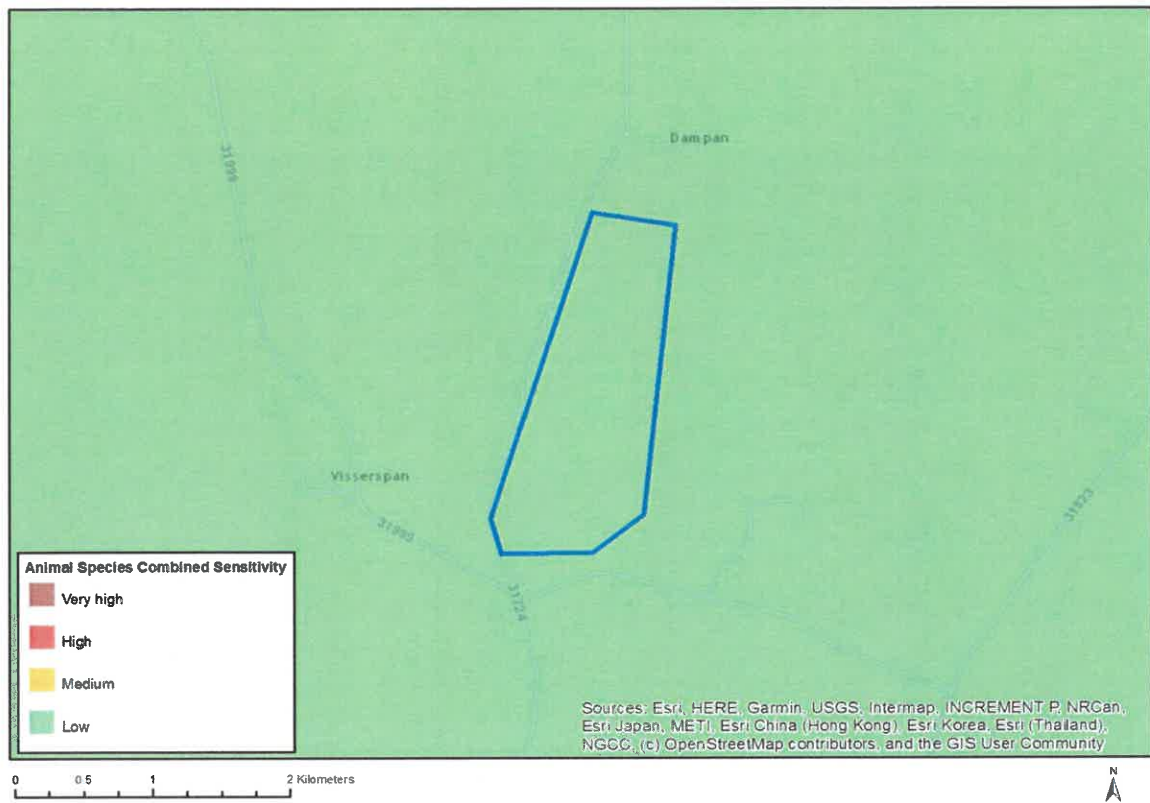 Dampan
31999
Visserspan
31999
31724
31823
Animal Species Combined Sensitivity
Very high
High
Medium
Low
Sources: Esri, HERE, Garmin, USGS, Intermap, INCREMENT P, NRCan,
Esri Japan, METI, Esri China (Hong Kong), Esri Korea, Esri (Thailand),
NGCC, (c) OpenStreetMap contributors, and the GIS User Community
0 0.5 1 2 Kilometers
N